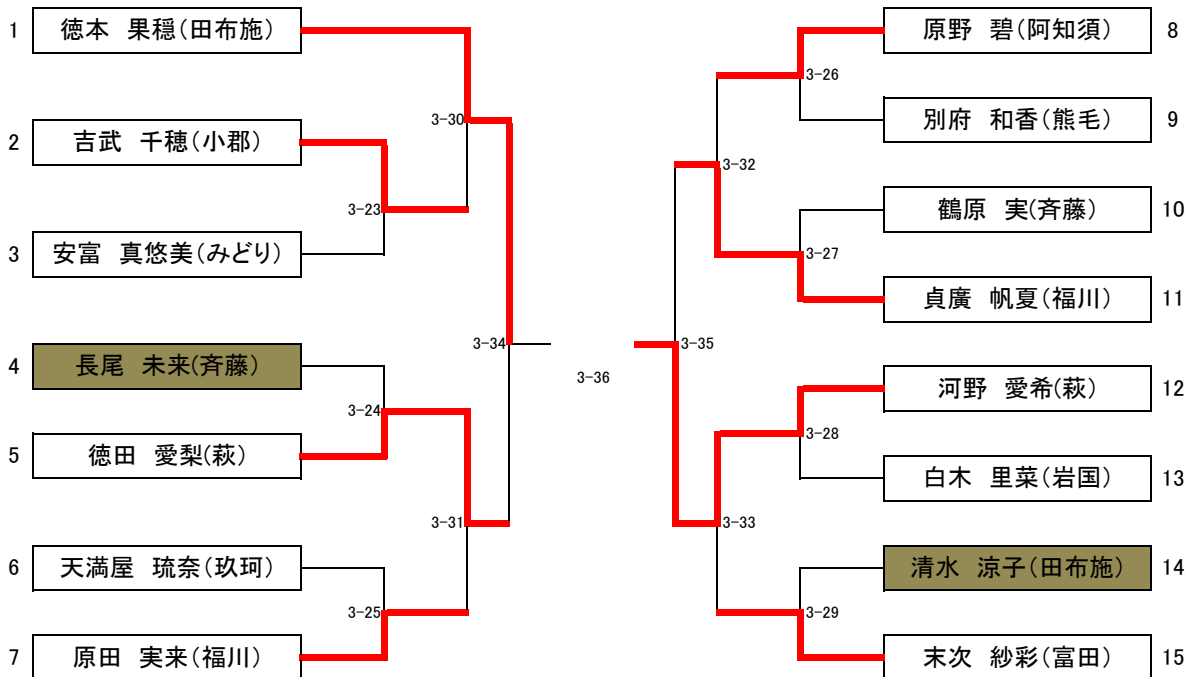 1 徳本 果穏(田布施)
2 吉武 千穂(小郡)
3 安富 真悠美(みどり)
4 長尾 未来(斉藤)
5 徳田 愛梨(萩)
6 天満屋 琉奈(玖珂)
7 原田 実来(福川)
3-30
3-23
3-34
3-24
3-31
3-25
3-36
3-26
3-32
3-27
3-35
3-28
3-33
3-29
原野 碧(阿知須) 8
別府 和香(熊毛) 9
鶴原 実(斉藤) 10
貞廣 帆夏(福川) 11
河野 愛希(萩) 12
白木 里菜(岩国) 13
清水 涼子(田布施) 14
末次 紗彩(富田) 15